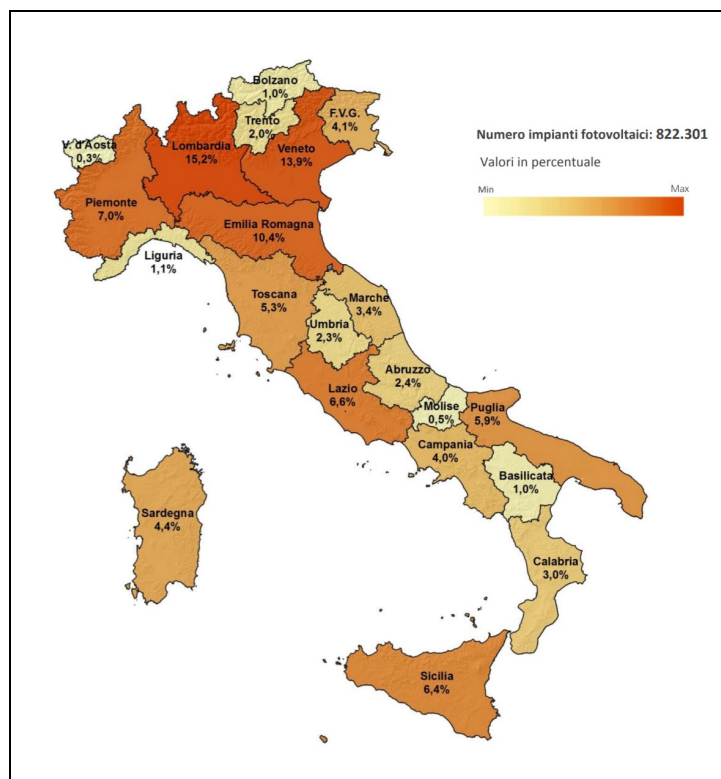 Bolzano
1,0%
Trento
2,0%
F.V.G.
4,1%
V. d'Aosta
0,3%
Lombardia
15,2%
Veneto
13,9%
Numero impianti fotovoltaici: 822.301
Valori in percentuale
Min
Max
Piemonte
7,0%
Emilia Romagna
10,4%
Liguria
1,1%
Toscana
5,3%
Marche
3,4%
Umbria
2,3%
Abruzzo
2,4%
Lazio
6,6%
Molise
0,5%
Puglia
5,9%
Campania
4,0%
Basilicata
1,0%
Sardegna
4,4%
Calabria
3,0%
Sicilia
6,4%